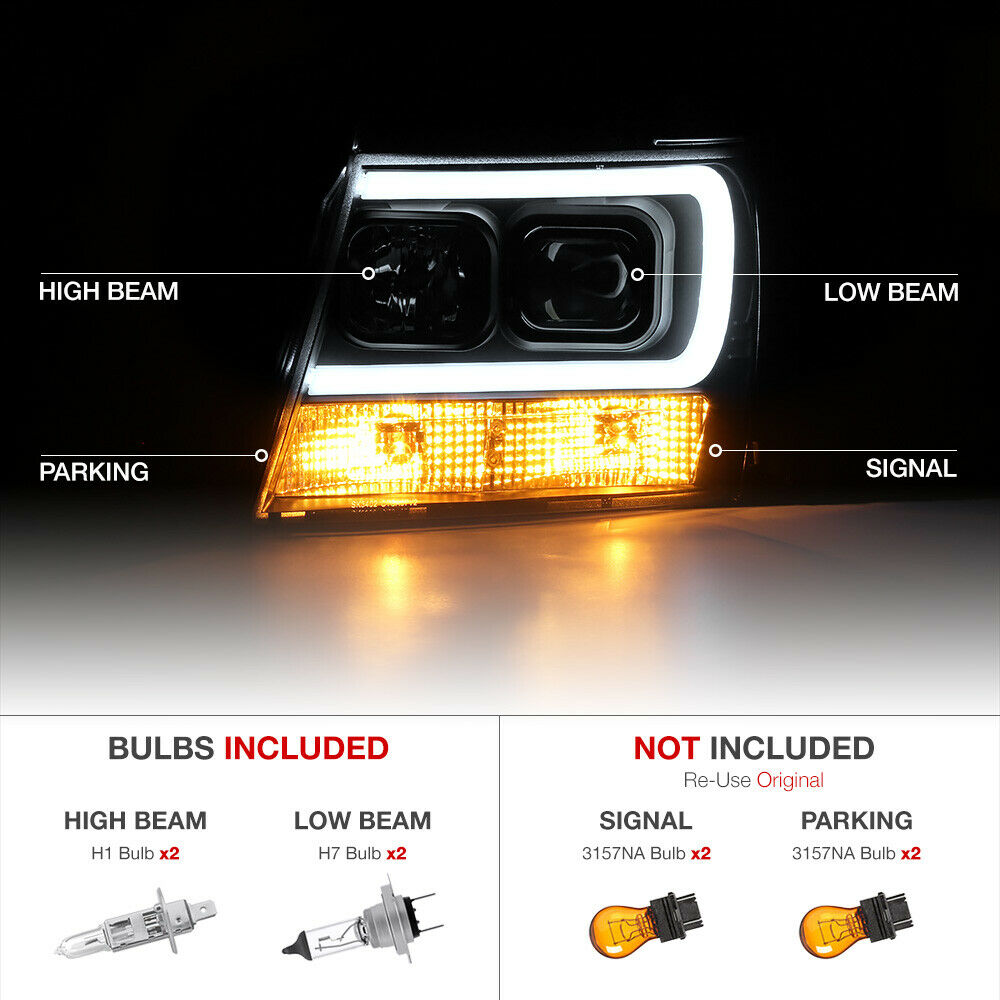 HIGH BEAM
LOW BEAM
PARKING
SIGNAL
BULBS INCLUDED
HIGH BEAM
LOW BEAM
H1 Bulb x2
H7 Bulb x2
NOT INCLUDED
Re-Use Original
SIGNAL
PARKING
3157NA Bulb x2
3157NA Bulb x2